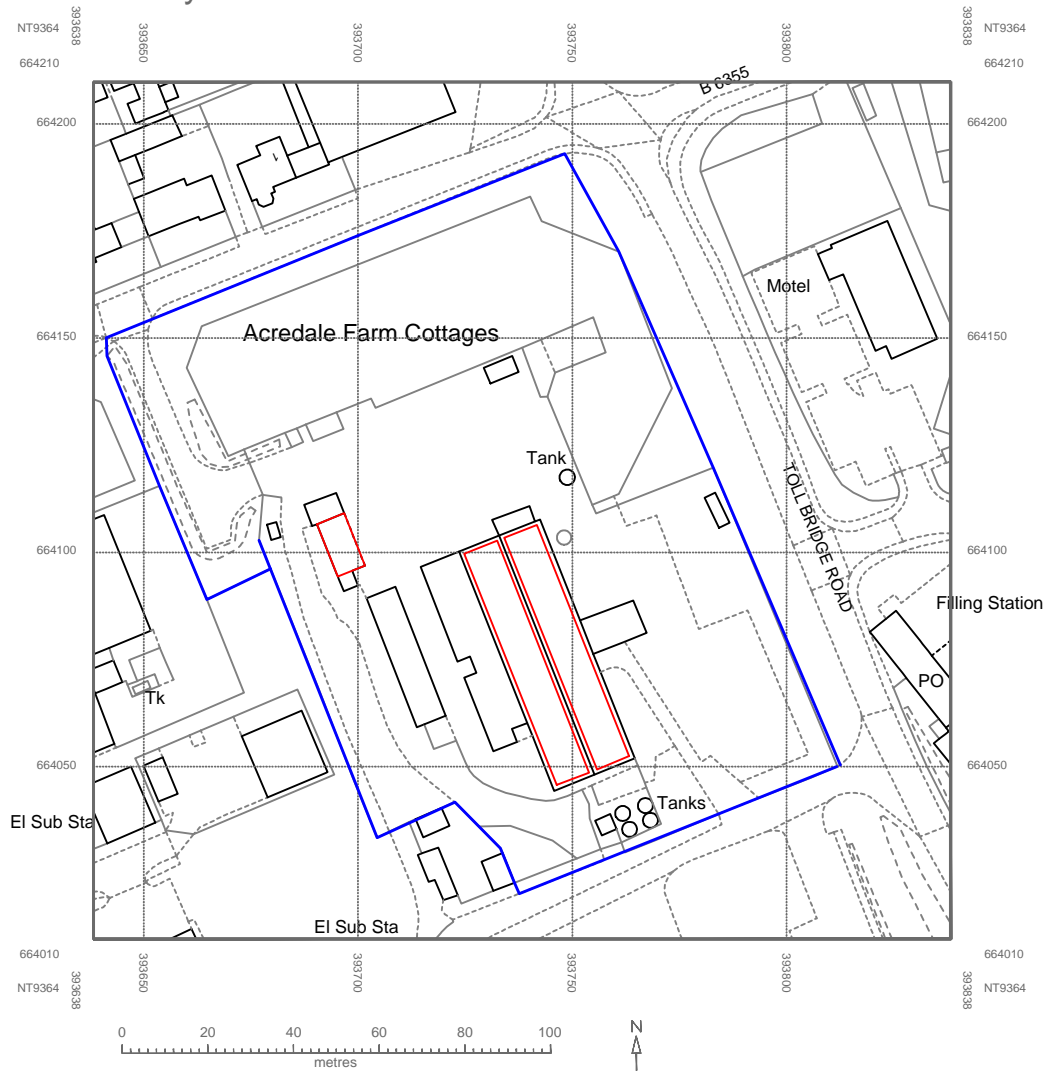 NT9364
393638
393650
393700
393750
393800
393838
NT9364
664210
664210
B 6355
664200
664200
Motel
664150
Acredale Farm Cottages
664150
Tank
TOLL BRIDGE ROAD
664100
664100
Filling Station
PO
Tk
664050
664050
Tanks
El Sub Sta
El Sub Sta
664010
664010
NT9364
393638
393650
393700
393750
393800
393838
NT9364
0 20 40 60 80 100
metres
N